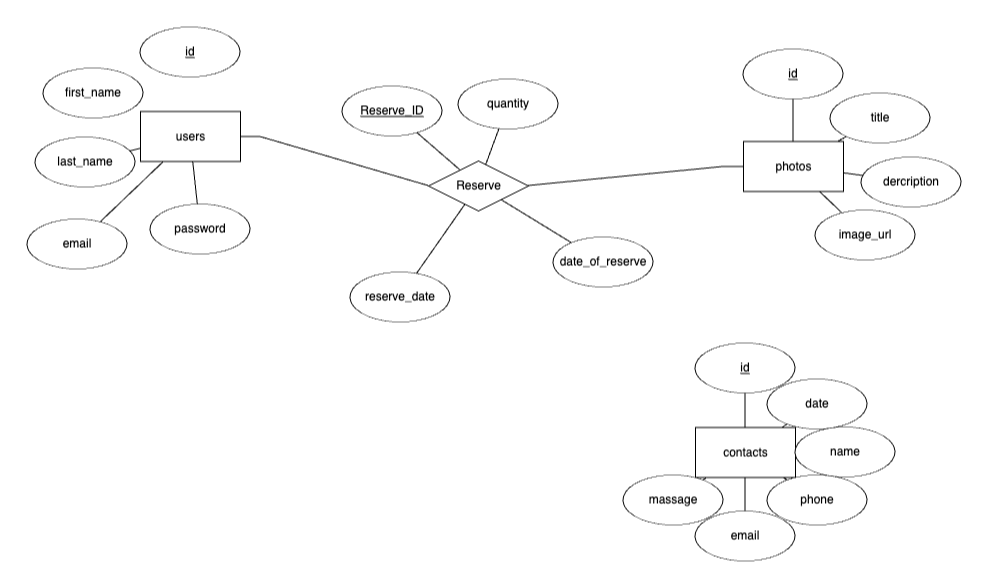 id
first_name
users
last_name
email
password
Reserve_ID
quantity
Reserve
reserve_date
date_of_reserve
id
title
photos
dercription
image_url
id
date
contacts
name
massage
phone
email